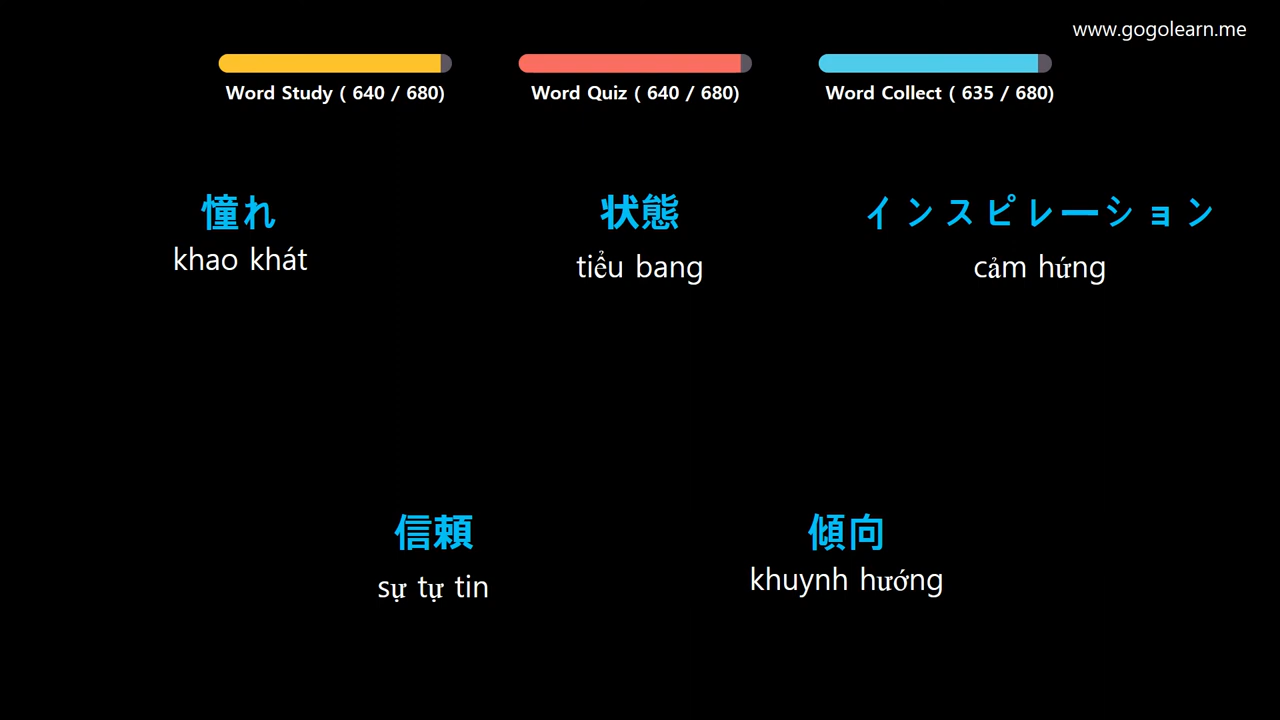 www.gogolearn.me
Word Study ( 640 / 680)
Word Quiz ( 640 / 680)
Word Collect ( 635 / 680)
憧れ
khao khát
状態
tiểu bang
インスピレーション
cảm hứng
信頼
sự tự tin
傾向
khuynh hướng